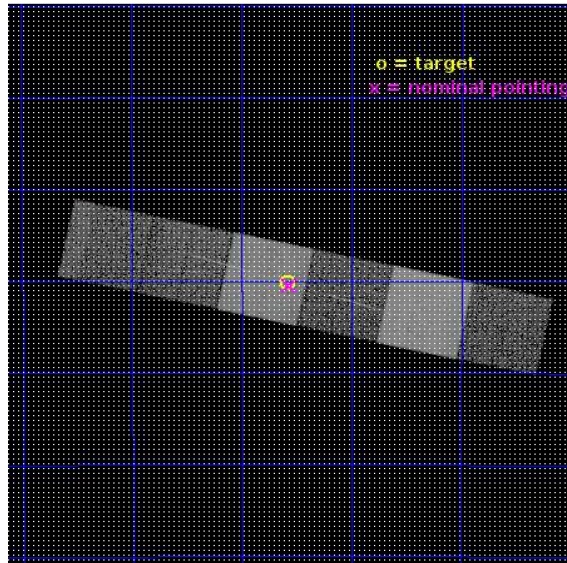 o = target
x = nominal pointing